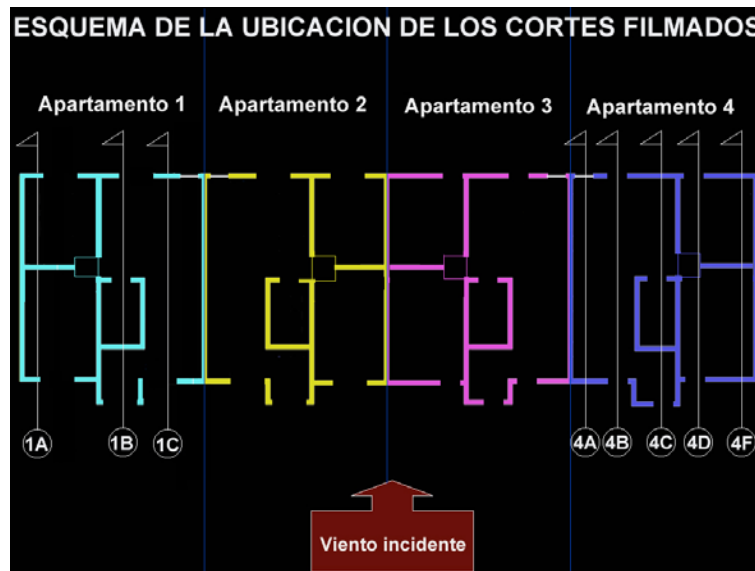 ESQUEMA DE LA UBICACION DE LOS CORTES FILMADOS
Apartamento 1 Apartamento 2 Apartamento 3 Apartamento 4
1A 1B 1C 4A 4B 4C 4D 4F
Viento incidente